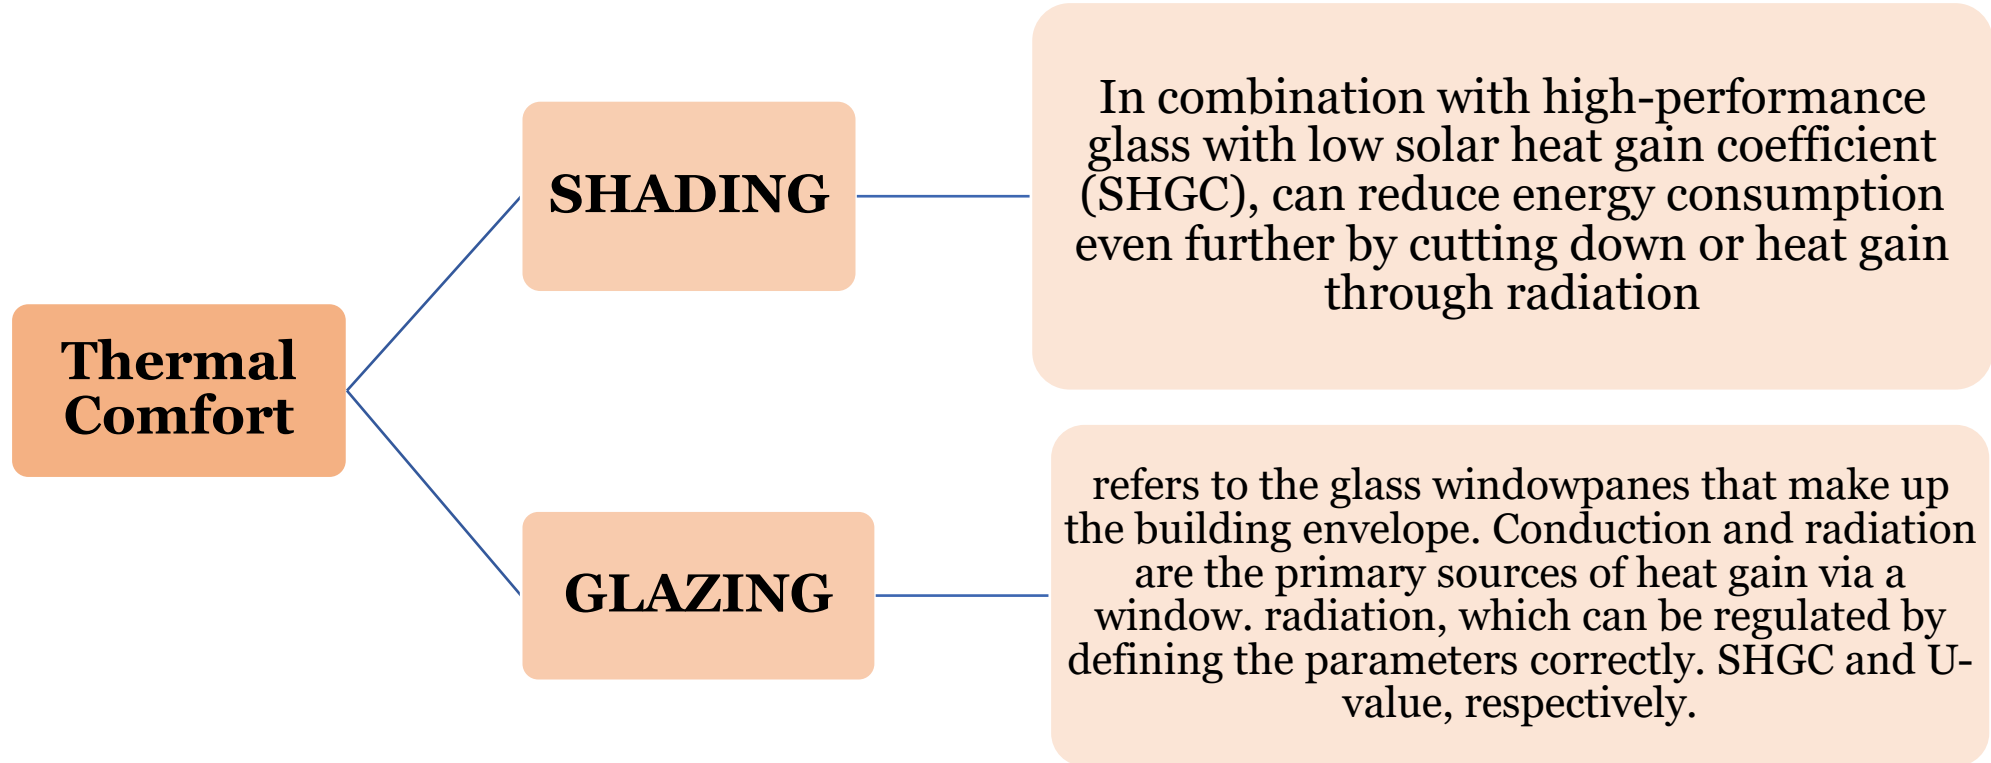 Thermal
Comfort
SHADING
In combination with high-performance
glass with low solar heat gain coefficient
(SHGC), can reduce energy consumption
even further by cutting down or heat gain
through radiation
GLAZING
refers to the glass windowpanes that make up
the building envelope. Conduction and radiation
are the primary sources of heat gain via a
window. radiation, which can be regulated by
defining the parameters correctly. SHGC and U-
value, respectively.